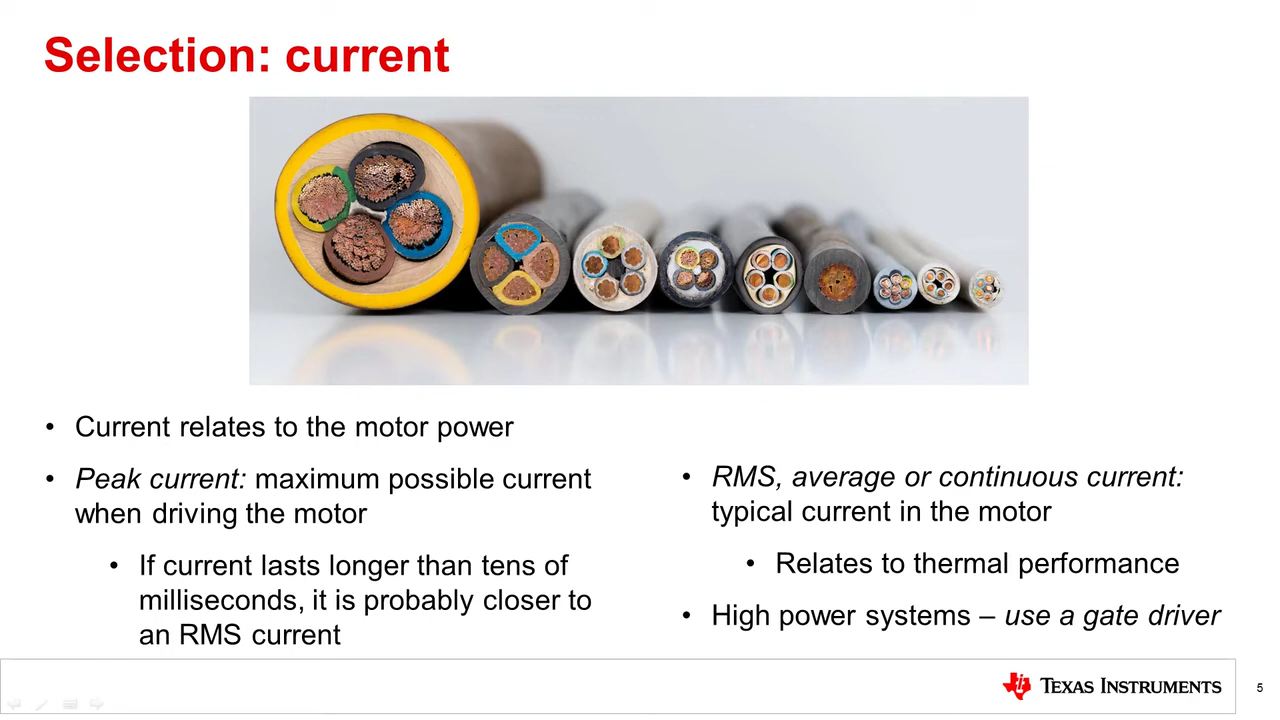 Selection: current
• Current relates to the motor power
• Peak current: maximum possible current
when driving the motor
• If current lasts longer than tens of
milliseconds, it is probably closer to
an RMS current
• RMS, average or continuous current:
typical current in the motor
• Relates to thermal performance
• High power systems – use a gate driver
TEXAS INSTRUMENTS
5